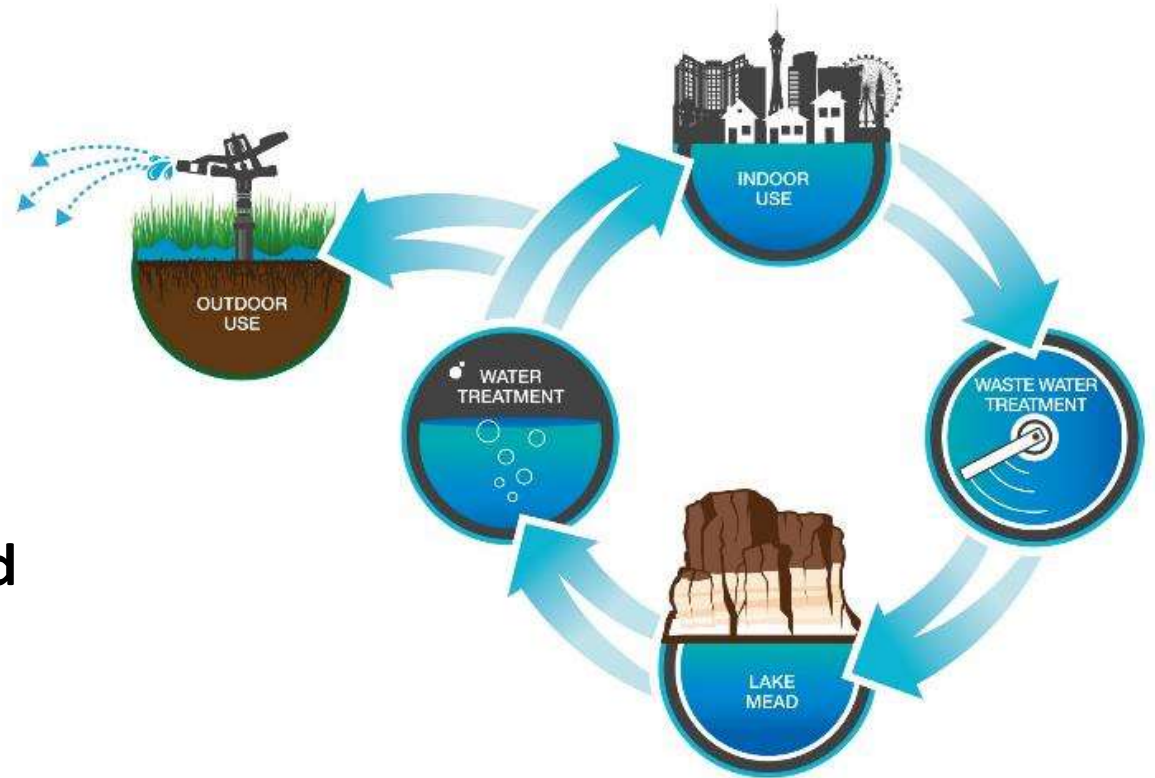 INDOOR
USE
OUTDOOR
USE
WATER
TREATMENT
WASTE WATER
TREATMENT
d
LAKE
MEAD